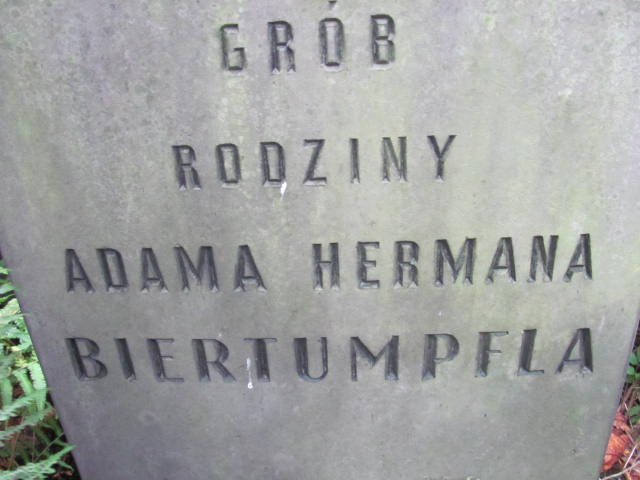 GRÓB
RODZINY
ADAMA HERMANA
BIERTUMPFLA